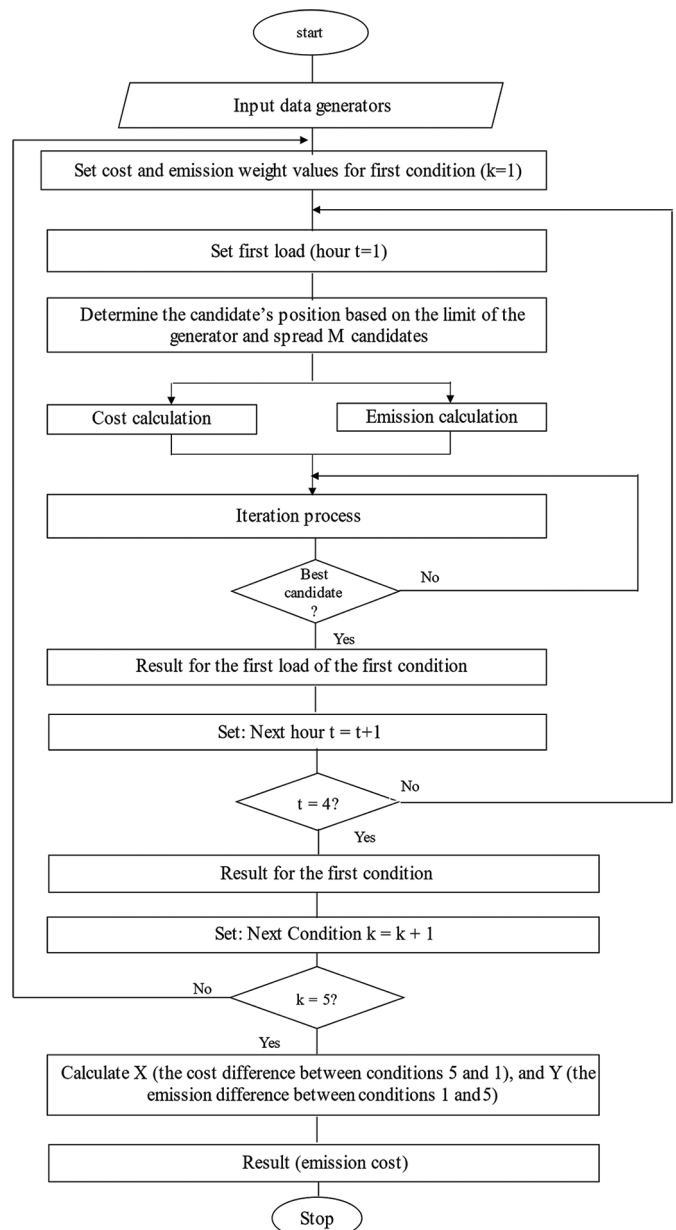 start
Input data generators
Set cost and emission weight values for first condition (k=1)
Set first load (hour t=1)
Determine the candidate's position based on the limit of the
generator and spread M candidates
Cost calculation
Emission calculation
Iteration process
Best
candidate
?
No
Yes
Result for the first load of the first condition
Set: Next hour t = t+1
No
t = 4?
Yes
Result for the first condition
Set: Next Condition k = k + 1
No
k = 5?
Yes
Calculate X (the cost difference between conditions 5 and 1), and Y (the
emission difference between conditions 1 and 5)
Result (emission cost)
Stop